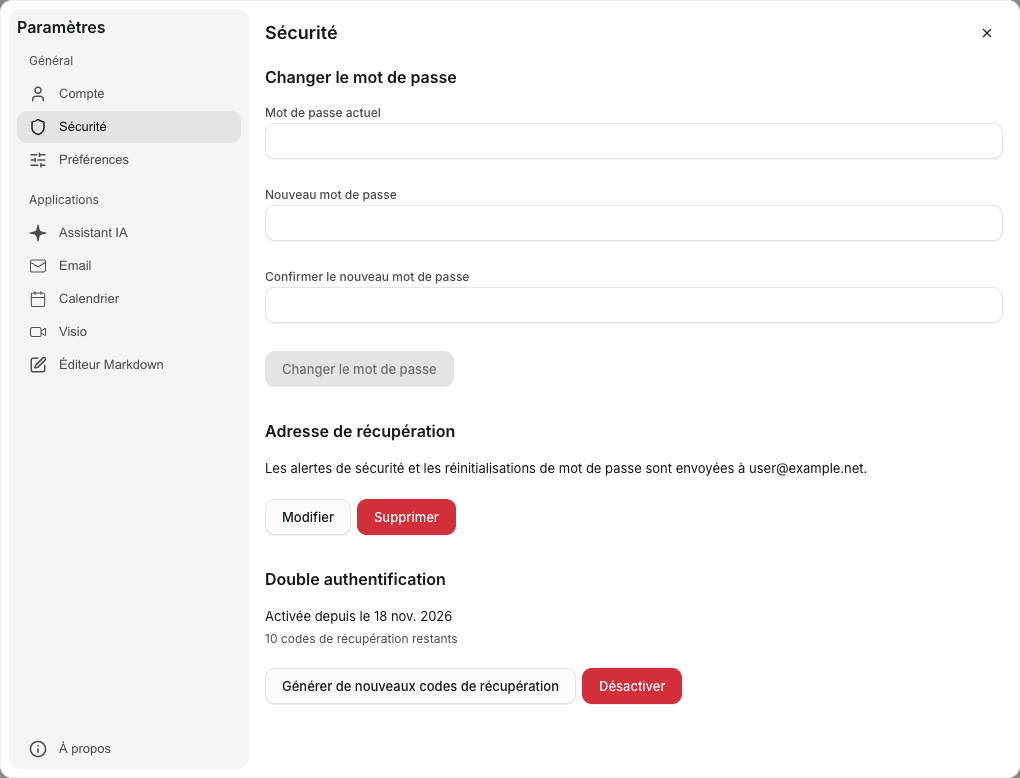 Paramètres
Général
Compte
Sécurité
Préférences
Applications
Assistant IA
Email
Calendrier
Visio
Éditeur Markdown
À propos
Sécurité
Changer le mot de passe
Mot de passe actuel
Nouveau mot de passe
Confirmer le nouveau mot de passe
Changer le mot de passe
Adresse de récupération
Les alertes de sécurité et les réinitialisations de mot de passe sont envoyées à user@example.net.
Modifier
Supprimer
Double authentification
Activée depuis le 18 nov. 2026
10 codes de récupération restants
Générer de nouveaux codes de récupération
Désactiver